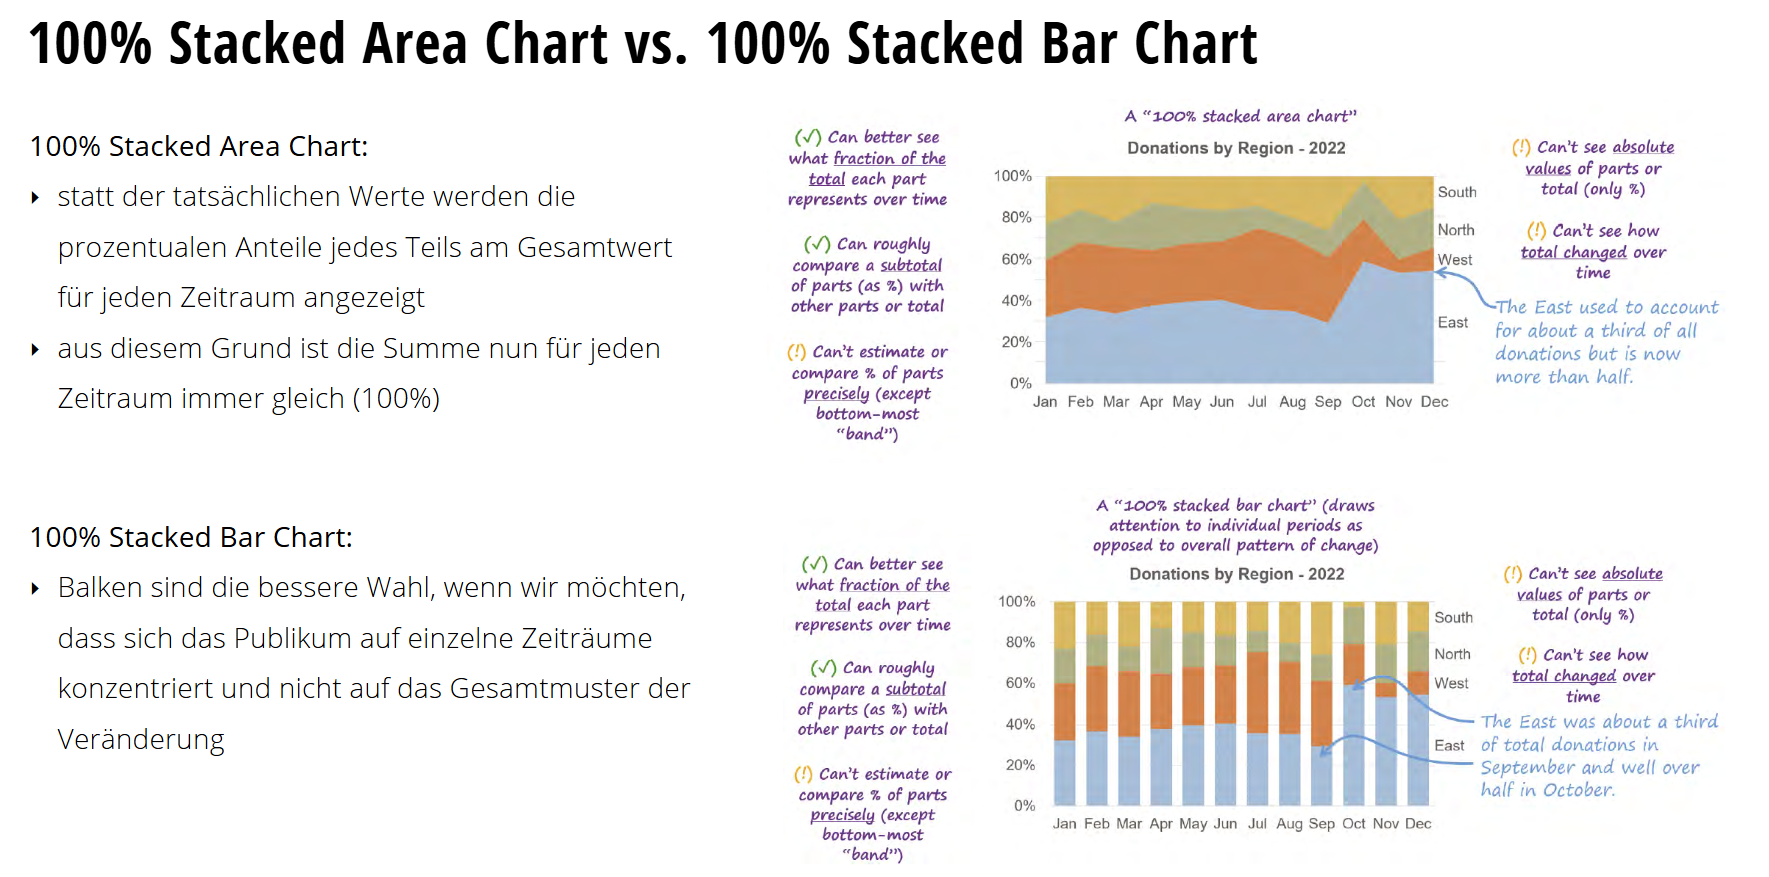 100% Stacked Area Chart vs. 100% Stacked Bar Chart
100% Stacked Area Chart:
statt der tatsächlichen Werte werden die
prozentualen Anteile jedes Teils am Gesamtwert
für jeden Zeitraum angezeigt
aus diesem Grund ist die Summe nun für jeden
Zeitraum immer gleich (100%)
(✓) Can better see
what fraction of the
total each part
represents over time
(✓) Can roughly
compare a subtotal
of parts (as %) with
other parts or total
(!) Can't estimate or
compare % of parts
precisely (except
bottom-most
"band")
A "100% stacked area chart"
Donations by Region - 2022
100%
80%
60%
40%
20%
0%
Jan Feb Mar Apr May Jun Jul Aug Sep Oct Nov Dec
South
North
West
East
(!) Can't see absolute
values of parts or
total (only %)
(!) Can't see how
total changed over
time
The East used to account
for about a third of all
donations but is now
more than half.
100% Stacked Bar Chart:
Balken sind die bessere Wahl, wenn wir möchten,
dass sich das Publikum auf einzelne Zeiträume
konzentriert und nicht auf das Gesamtmuster der
Veränderung
(✓) Can better see
what fraction of the
total each part
represents over time
(✓) Can roughly
compare a subtotal
of parts (as %) with
other parts or total
(!) Can't estimate or
compare % of parts
precisely (except
bottom-most
"band")
A "100% stacked bar chart" (draws
attention to individual periods as
opposed to overall pattern of change)
Donations by Region - 2022
100%
80%
60%
40%
20%
0%
Jan Feb Mar Apr May Jun Jul Aug Sep Oct Nov Dec
South
North
West
East
(!) Can't see absolute
values of parts or
total (only %)
(!) Can't see how
total changed over
time
The East was about a third
of total donations in
September and well over
half in October.